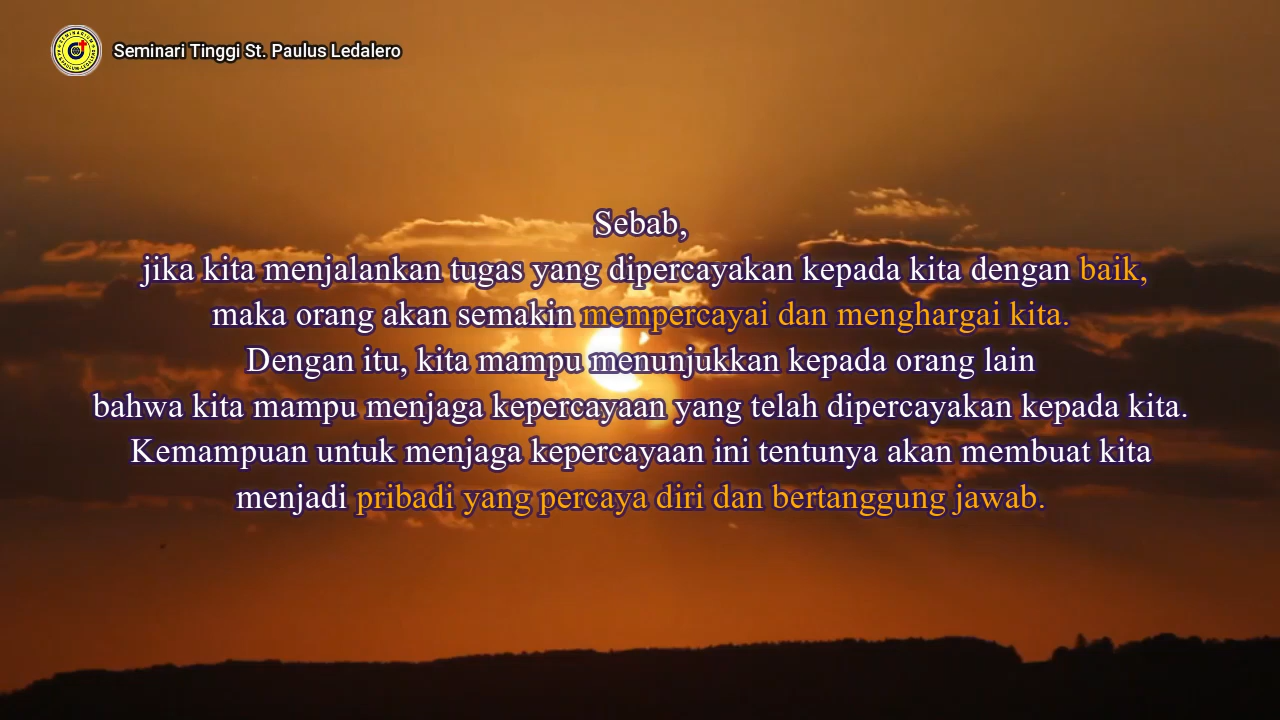 Seminari Tinggi St. Paulus Ledalero
Sebab,
jika kita menjalankan tugas yang dipercayakan kepada kita dengan baik,
maka orang akan semakin mempercayai dan menghargai kita.
Dengan itu, kita mampu menunjukkan kepada orang lain
bahwa kita mampu menjaga kepercayaan yang telah dipercayakan kepada kita.
Kemampuan untuk menjaga kepercayaan ini tentunya akan membuat kita
menjadi pribadi yang percaya diri dan bertanggung jawab.